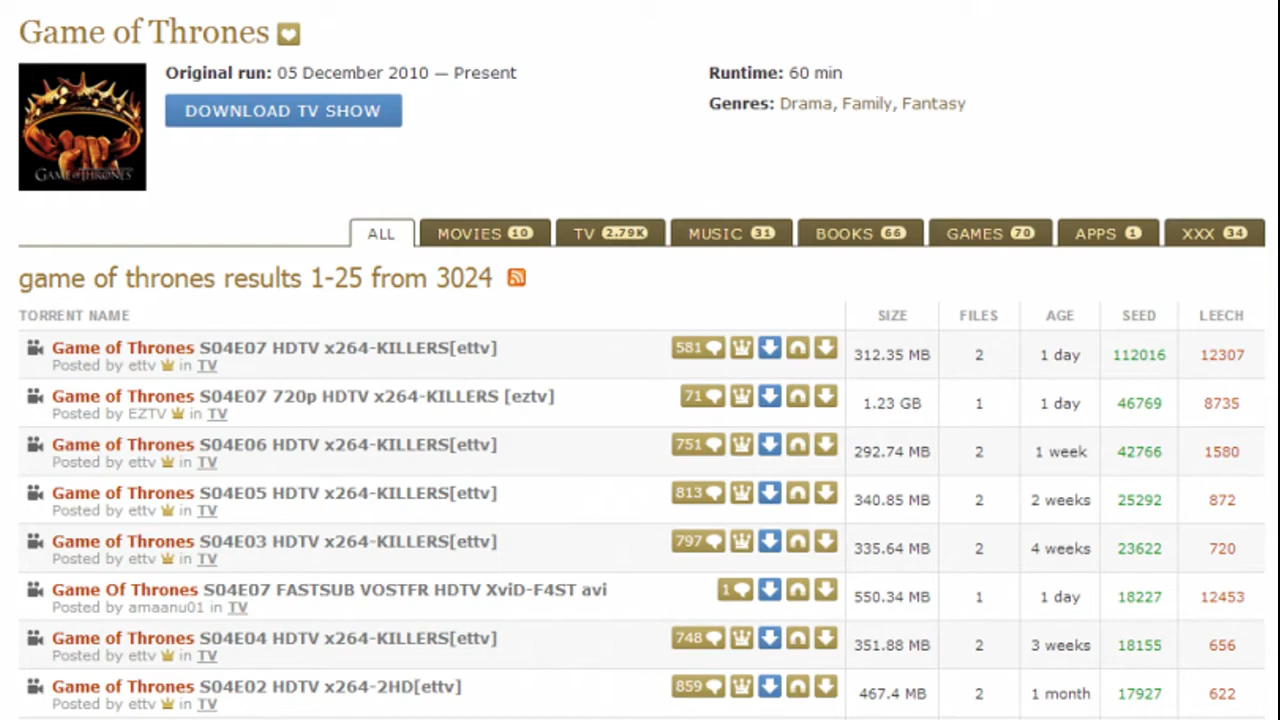 Game of Thrones
Original run: 05 December 2010 — Present
Runtime: 60 min
DOWNLOAD TV SHOW
Genres: Drama, Family, Fantasy
GAME OF THRONES
ALL MOVIES 10 TV 2.79K MUSIC 31 BOOKS 66 GAMES 70 APPS 1 XXX 34
game of thrones results 1-25 from 3024
TORRENT NAME SIZE FILES AGE SEED LEECH
Game of Thrones S04E07 HDTV x264-KILLERS[ettv] 581 312.35 MB 2 1 day 112016 12307
Posted by ettv in TV
Game of Thrones S04E07 720p HDTV x264-KILLERS [eztv] 71 1.23 GB 1 1 day 46769 8735
Posted by EZTV in TV
Game of Thrones S04E06 HDTV x264-KILLERS[ettv] 751 292.74 MB 2 1 week 42766 1580
Posted by ettv in TV
Game of Thrones S04E05 HDTV x264-KILLERS[ettv] 813 340.85 MB 2 2 weeks 25292 872
Posted by ettv in TV
Game of Thrones S04E03 HDTV x264-KILLERS[ettv] 797 335.64 MB 2 4 weeks 23622 720
Posted by ettv in TV
Game Of Thrones S04E07 FASTSUB VOSTFR HDTV XviD-F4ST avi 1 550.34 MB 1 1 day 18227 12453
Posted by amaanu01 in TV
Game of Thrones S04E04 HDTV x264-KILLERS[ettv] 748 351.88 MB 2 3 weeks 18155 656
Posted by ettv in TV
Game of Thrones S04E02 HDTV x264-2HD[ettv] 859 467.4 MB 2 1 month 17927 622
Posted by ettv in TV